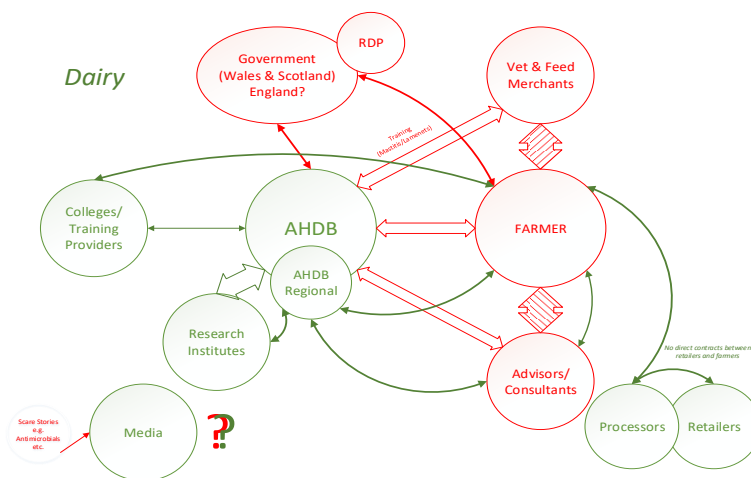 Dairy
RDP
Government
(Wales & Scotland)
England?
Vet & Feed
Merchants
Training
(Mastitis/Lameness)
Colleges/
Training
Providers
AHDB
FARMER
AHDB
Regional
Research
Institutes
No direct contracts between
retailers and farmers
Advisors/
Consultants
Scare Stories
e.g.
Antimicrobials
etc.
Media
??
Processors
Retailers